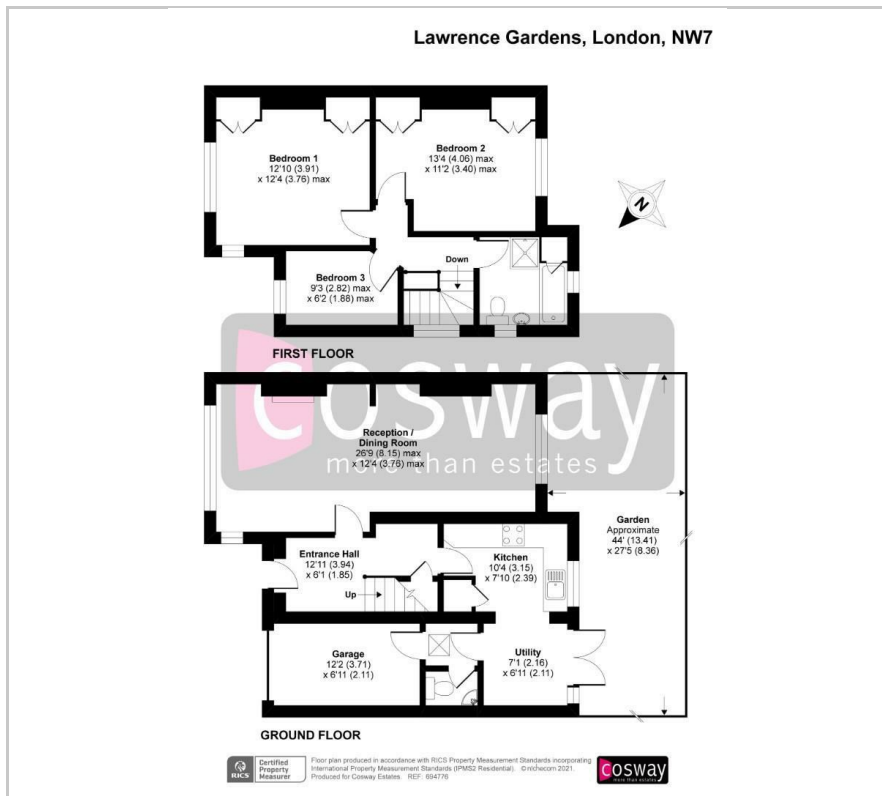 Lawrence Gardens, London, NW7
Bedroom 1
12'10 (3.91)
x 12'4 (3.76) max
Bedroom 2
13'4 (4.06) max
x 11'2 (3.40) max
N
Bedroom 3
9'3 (2.82) max
x 6'2 (1.88) max
Down
FIRST FLOOR
cosway
more than estates
Reception /
Dining Room
26'9 (8.15) max
x 12'4 (3.76) max
Garden
Approximate
44' (13.41)
x 27'5 (8.36)
Entrance Hall
12'11 (3.94)
x 6'1 (1.85)
Up
Kitchen
10'4 (3.15)
x 7'10 (2.39)
Garage
12'2 (3.71)
x 6'11 (2.11)
Utility
7'1 (2.16)
x 6'11 (2.11)
GROUND FLOOR
RICS
Certified
Property
Measurer
Floor plan produced in accordance with RICS Property Measurement Standards incorporating
International Property Measurement Standards (IPMS2 Residential). ©nichecom 2021.
Produced for Cosway Estates. REF: 694776
cosway
more than estates